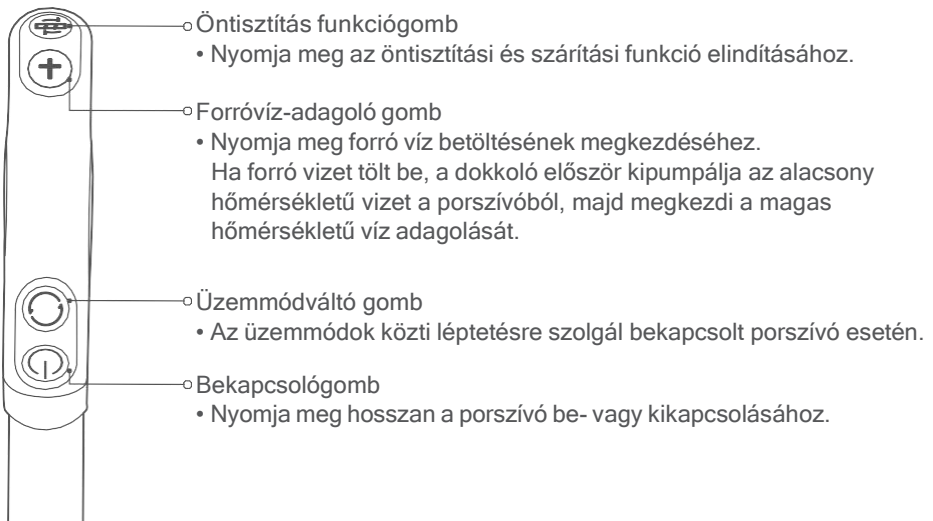 Öntisztítás funkciógomb
• Nyomja meg az öntisztítási és szárítási funkció elindításához.
Forróvíz-adagoló gomb
• Nyomja meg forró víz betöltésének megkezdéséhez.
Ha forró vizet tölt be, a dokkoló először kipumpálja az alacsony
hőmérsékletű vizet a porszívóból, majd megkezdi a magas
hőmérsékletű víz adagolását.
Üzemmódváltó gomb
• Az üzemmódok közti léptetésre szolgál bekapcsolt porszívó esetén.
Bekapcsológomb
• Nyomja meg hosszan a porszívó be- vagy kikapcsolásához.